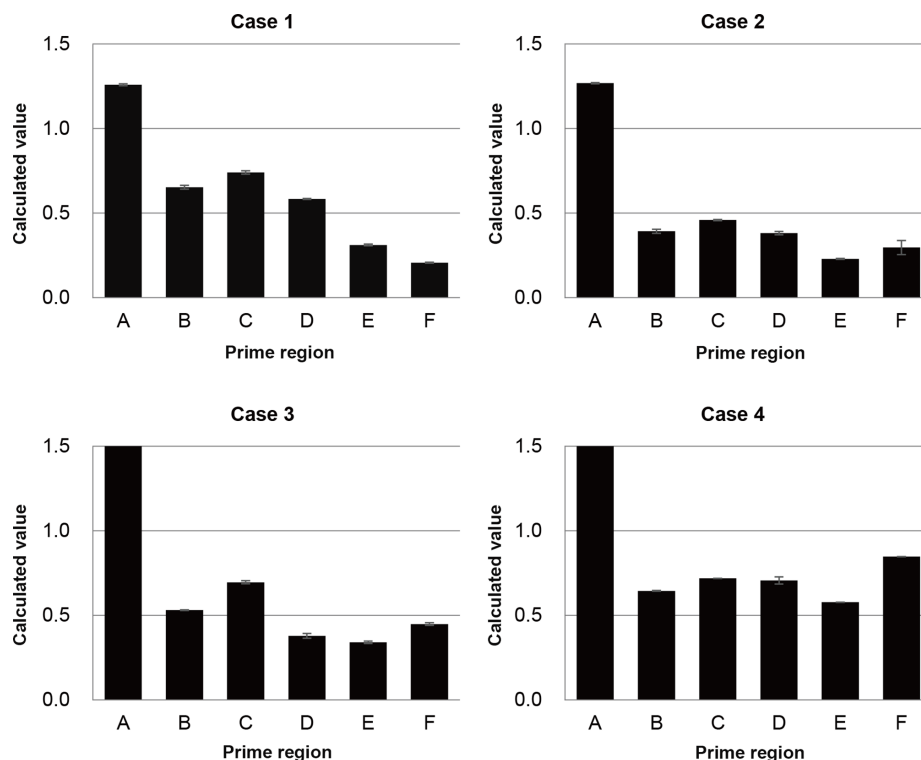 Case 1
Calculated value
1.5
1.0
0.5
0.0
A B C D E F
Prime region
Case 2
Calculated value
1.5
1.0
0.5
0.0
A B C D E F
Prime region
Case 3
Calculated value
1.5
1.0
0.5
0.0
A B C D E F
Prime region
Case 4
Calculated value
1.5
1.0
0.5
0.0
A B C D E F
Prime region